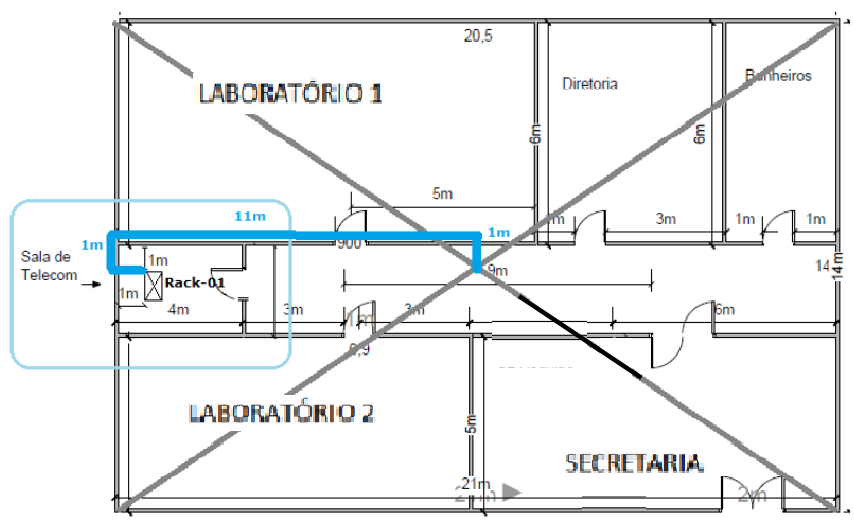 20,5
LABORATÓRIO 1
Diretoria
Banheiros
6m
6m
5m
11m
1m
3m
1m
1m
1m
900
Sala de
Telecom
1m
Rack-01
1m
4m
3m
9m
3m
6m
14
14m
1m
0,9
LABORATÓRIO 2
5m
SECRETARIA
21m
2m